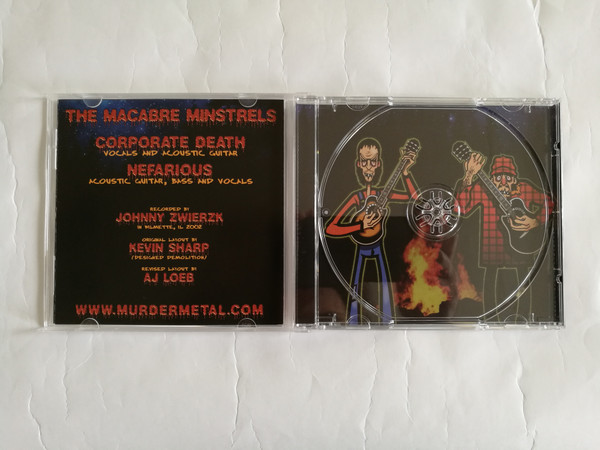 THE MACABRE MINSTRELS
CORPORATE DEATH
VOCALS AND ACOUSTIC GUITAR
NEFARIOUS
ACOUSTIC GUITAR, BASS AND VOCALS
RECORDED BY
JOHNNY ZWIERZK
IN WILMETTE, IL 2002
ORIGINAL LAYOUT BY
KEVIN SHARP
(DESIGNED DEMOLITION)
REVISED LAYOUT BY
AJ LOEB
WWW.MURDERMETAL.COM